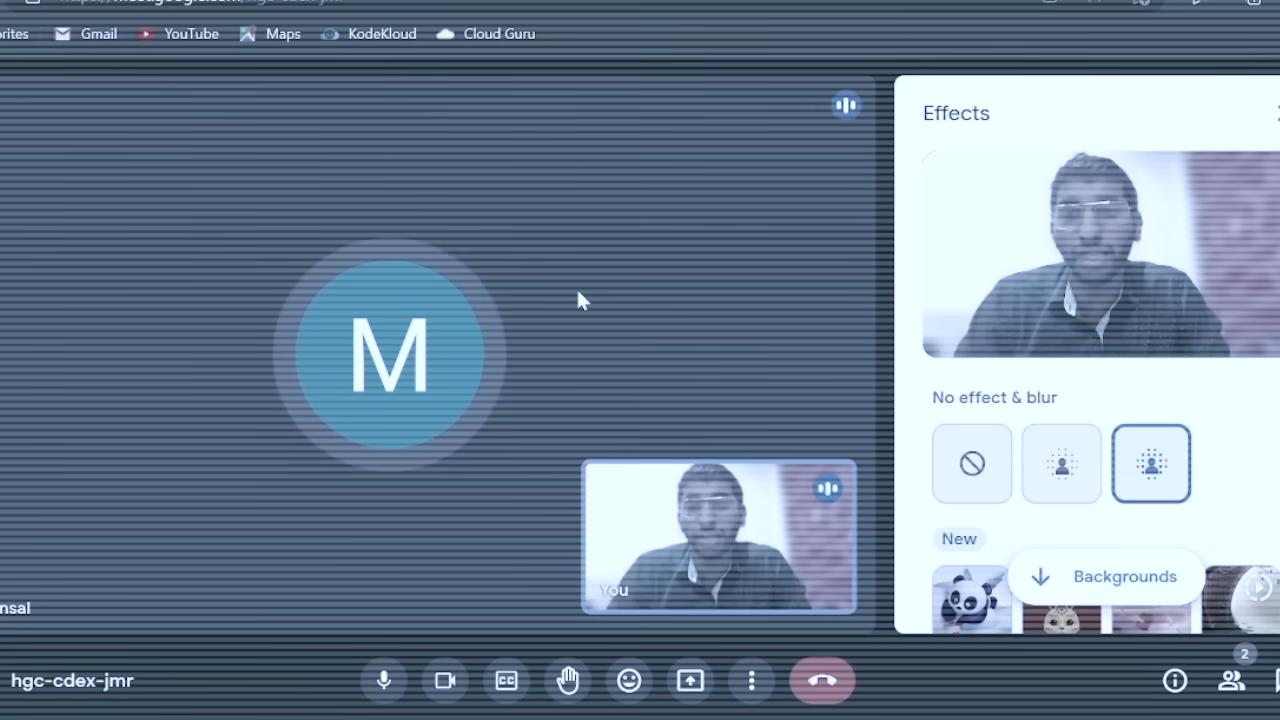 rites Gmail YouTube Maps KodeKloud Cloud Guru
Effects
M
No effect & blur
New
Backgrounds
You
nsal
2
hgc-cdex-jmr
CC